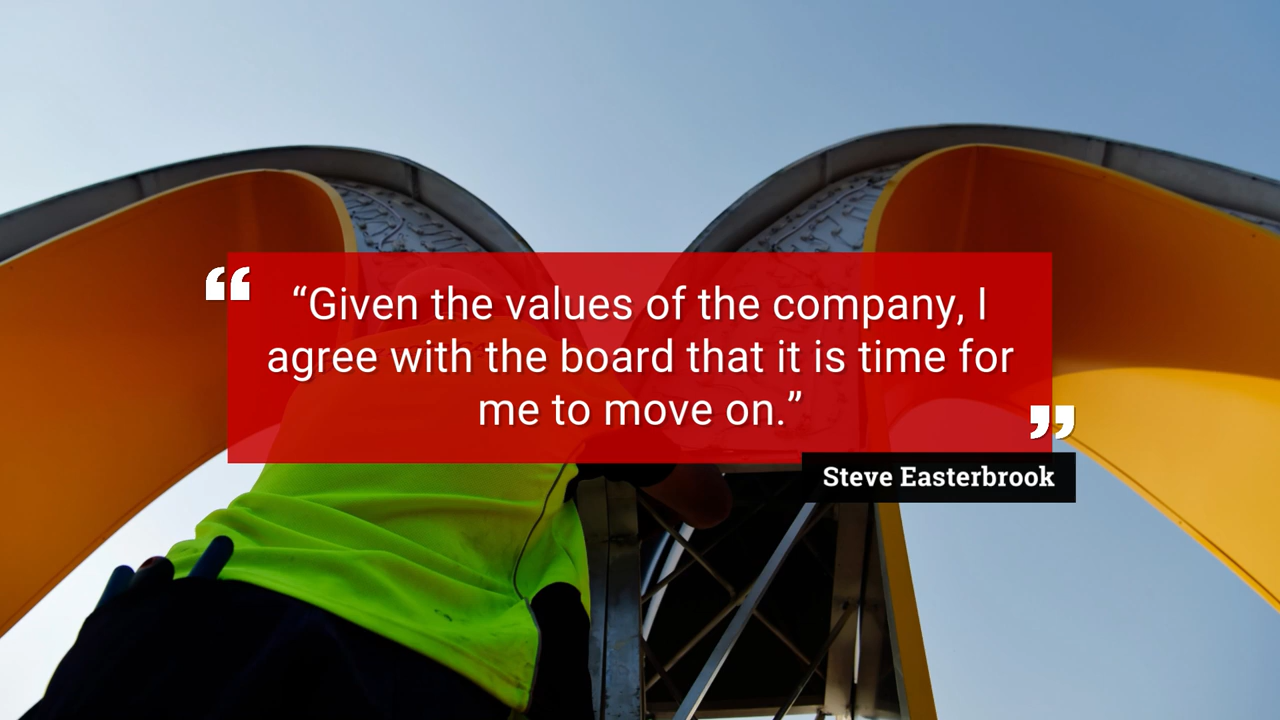 “Given the values of the company, I
agree with the board that it is time for
me to move on.”
Steve Easterbrook